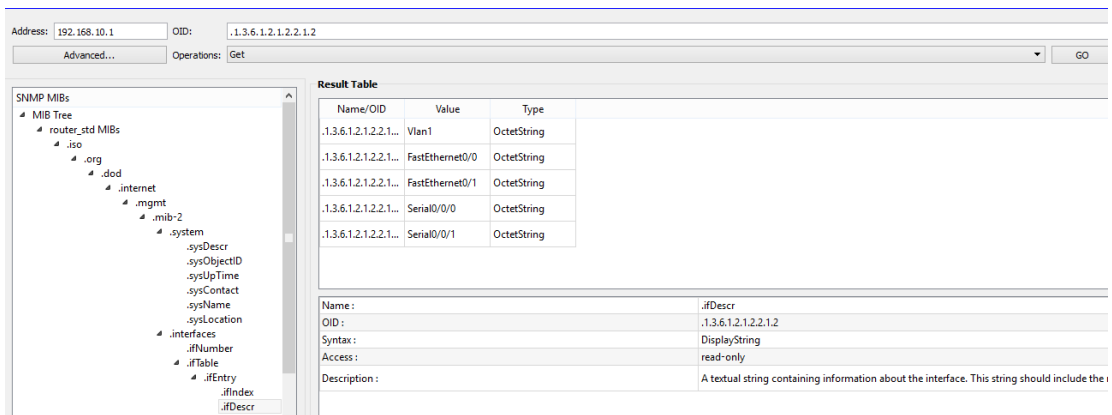 Address: 192.168.10.1 OID: .1.3.6.1.2.1.2.2.1.2
Advanced... Operations: Get GO
SNMP MIBs
MIB Tree
router_std MIBs
.iso
.org
.dod
.internet
.mgmt
.mib-2
.system
.sysDescr
.sysObjectID
.sysUpTime
.sysContact
.sysName
.sysLocation
.interfaces
.ifNumber
.ifTable
.ifEntry
.ifIndex
.ifDescr
Result Table
Name/OID Value Type
.1.3.6.1.2.1.2.2.1... Vlan1 OctetString
.1.3.6.1.2.1.2.2.1... FastEthernet0/0 OctetString
.1.3.6.1.2.1.2.2.1... FastEthernet0/1 OctetString
.1.3.6.1.2.1.2.2.1... Serial0/0/0 OctetString
.1.3.6.1.2.1.2.2.1... Serial0/0/1 OctetString
Name : .ifDescr
OID : .1.3.6.1.2.1.2.2.1.2
Syntax : DisplayString
Access : read-only
Description : A textual string containing information about the interface. This string should include the